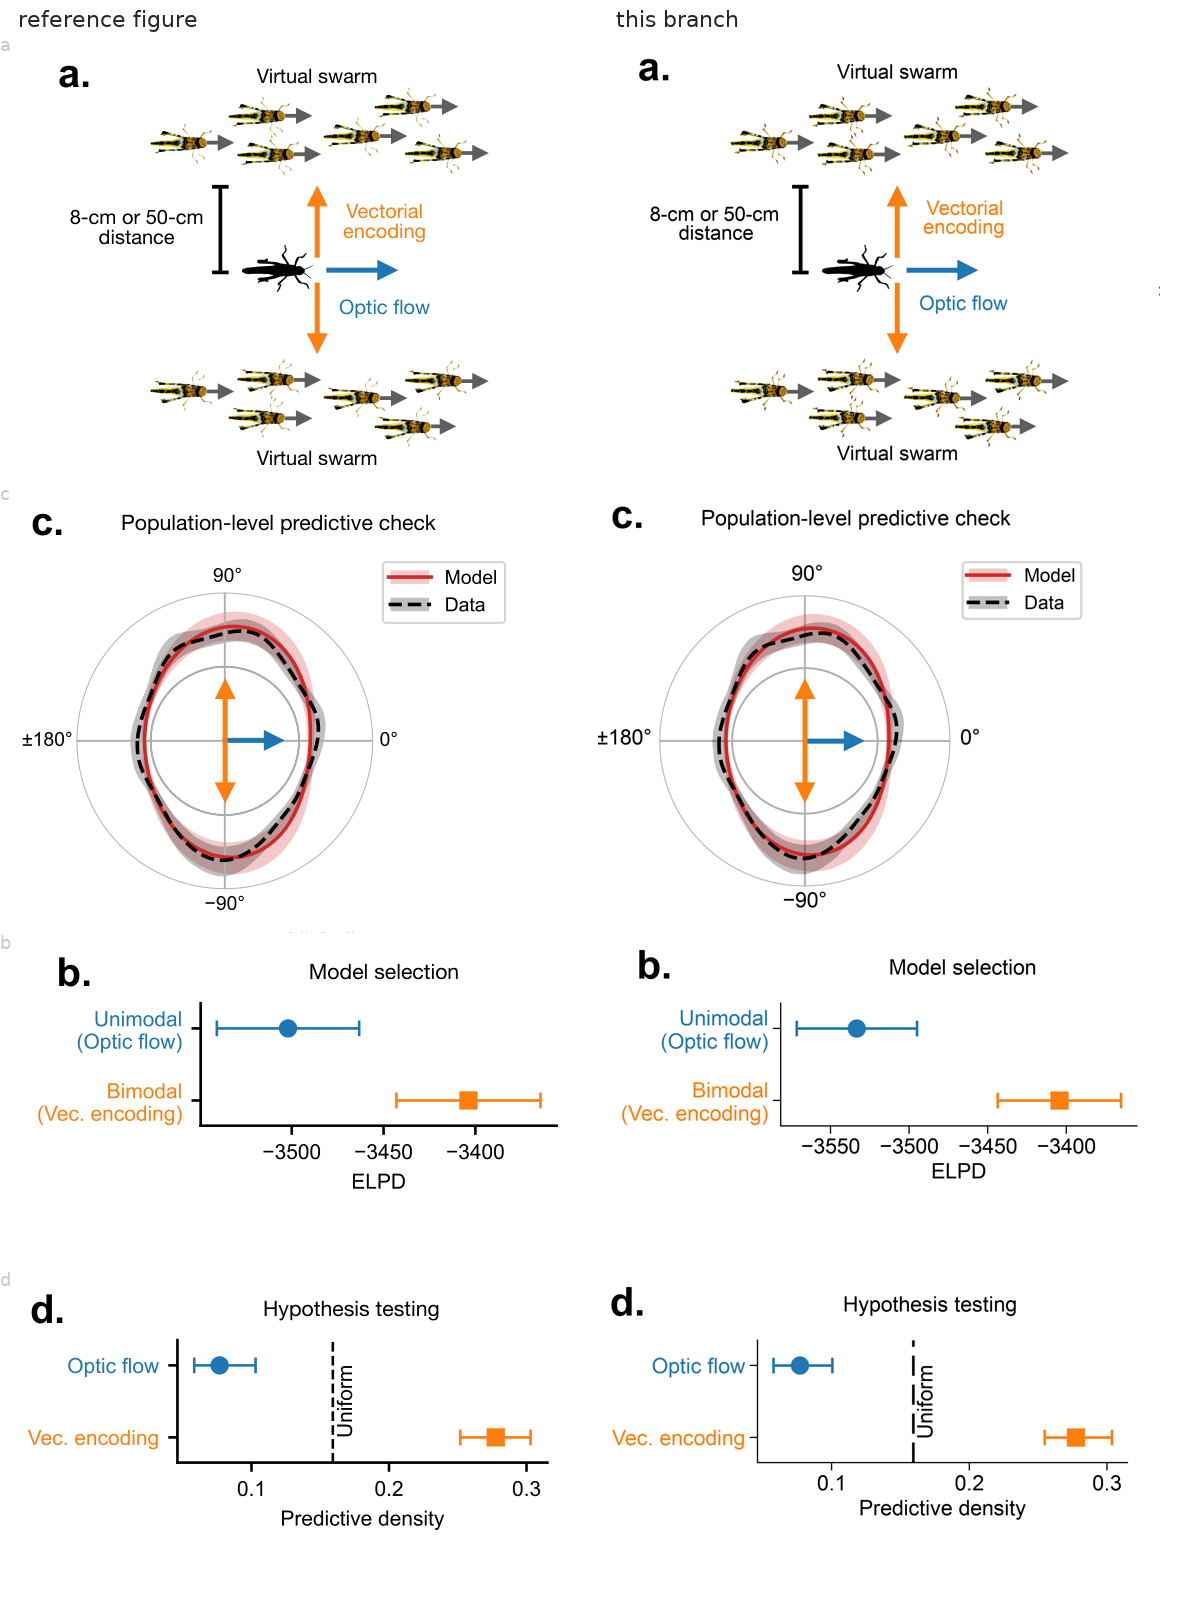 reference figure
this branch
a
a.
Virtual swarm
8-cm or 50-cm
distance
Vectorial
encoding
Optic flow
Virtual swarm
a.
Virtual swarm
8-cm or 50-cm
distance
Vectorial
encoding
Optic flow
Virtual swarm
c
c.
Population-level predictive check
Model
Data
90°
±180°
0°
−90°
c.
Population-level predictive check
Model
Data
90°
±180°
0°
−90°
b
b.
Model selection
Unimodal
(Optic flow)
Bimodal
(Vec. encoding)
−3500
−3450
−3400
ELPD
b.
Model selection
Unimodal
(Optic flow)
Bimodal
(Vec. encoding)
−3550
−3500
−3450
−3400
ELPD
d
d.
Hypothesis testing
Optic flow
Vec. encoding
Uniform
0.1
0.2
0.3
Predictive density
d.
Hypothesis testing
Optic flow
Vec. encoding
Uniform
0.1
0.2
0.3
Predictive density